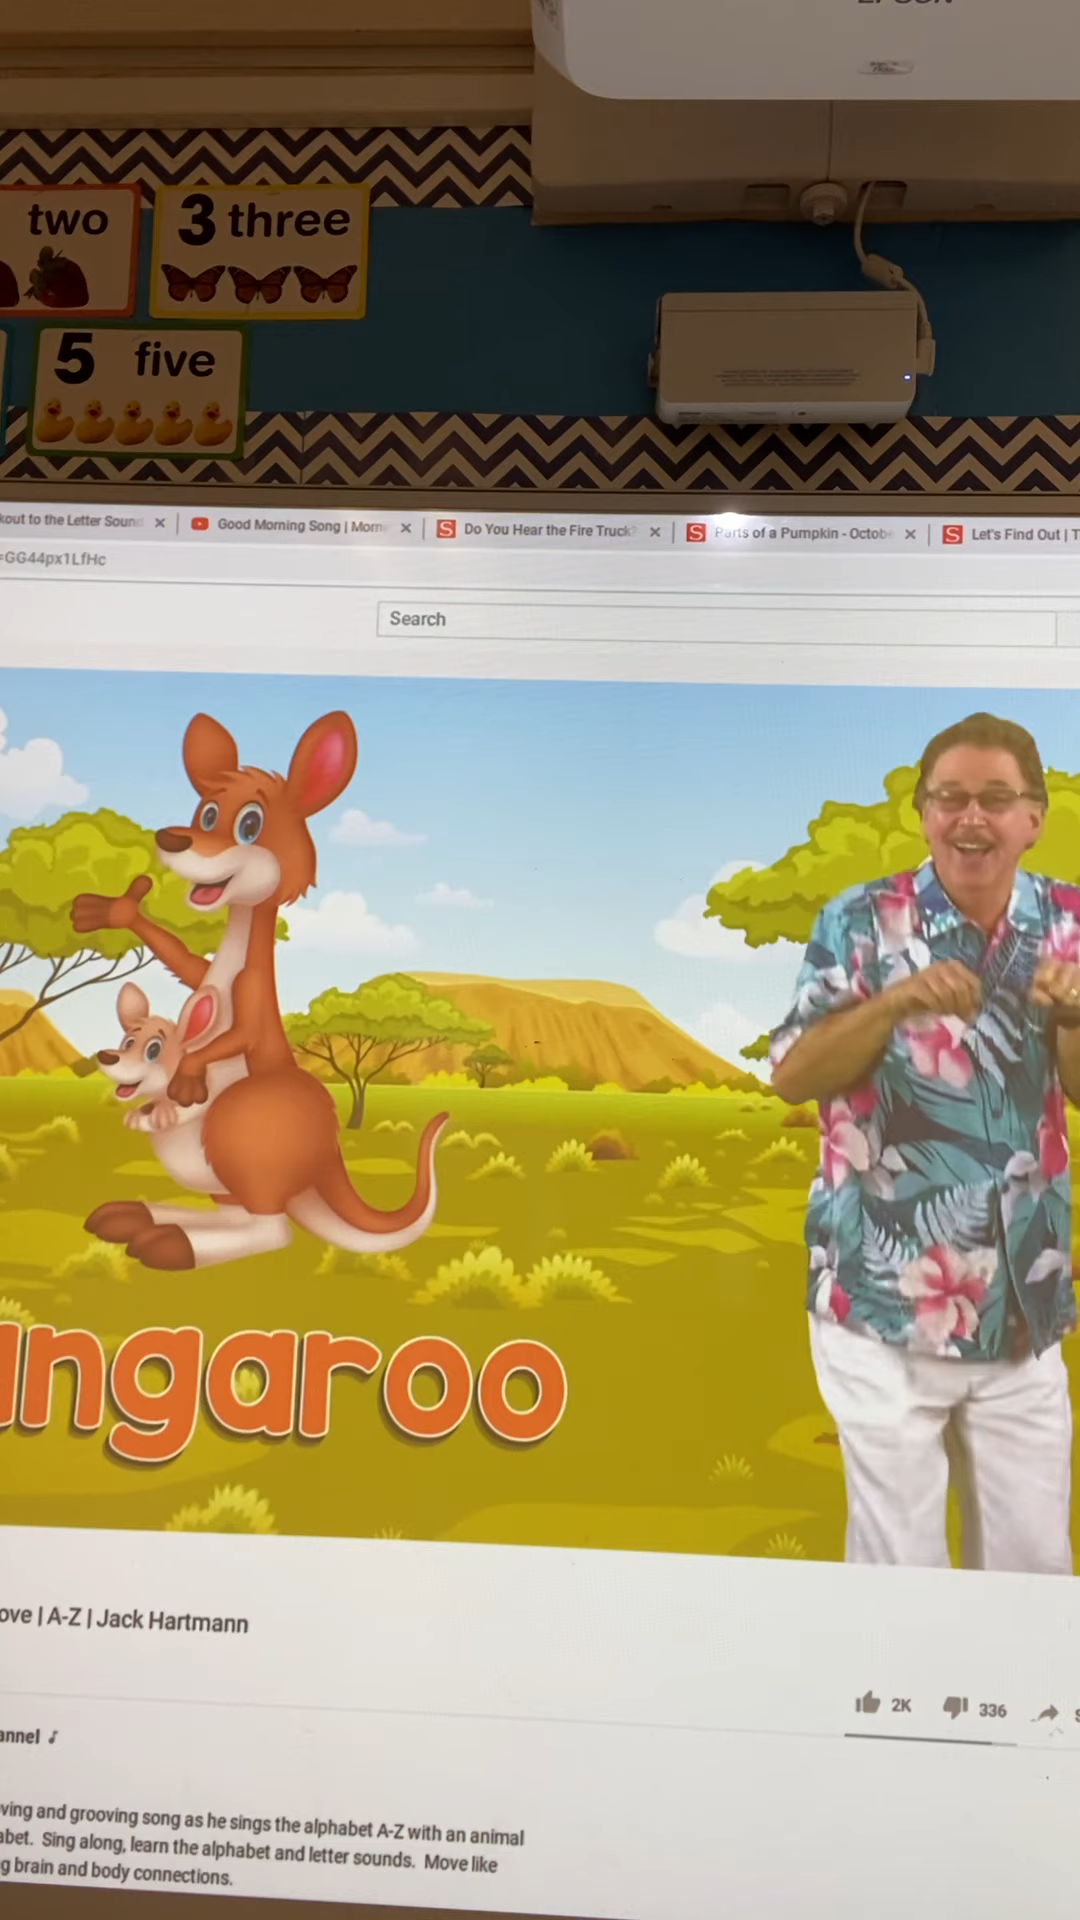 EPSON
two
3 three
5 five
kout to the Letter Sound
Good Morning Song | Morn
Do You Hear the Fire Truck?
S Parts of a Pumpkin - Octobe
S Let's Find Out | T
=GG44px1LfHc
Search
angaroo
ove | A-Z | Jack Hartmann
2K 336 S
annel
ving and grooving song as he sings the alphabet A-Z with an animal
abet. Sing along, learn the alphabet and letter sounds. Move like
g brain and body connections.